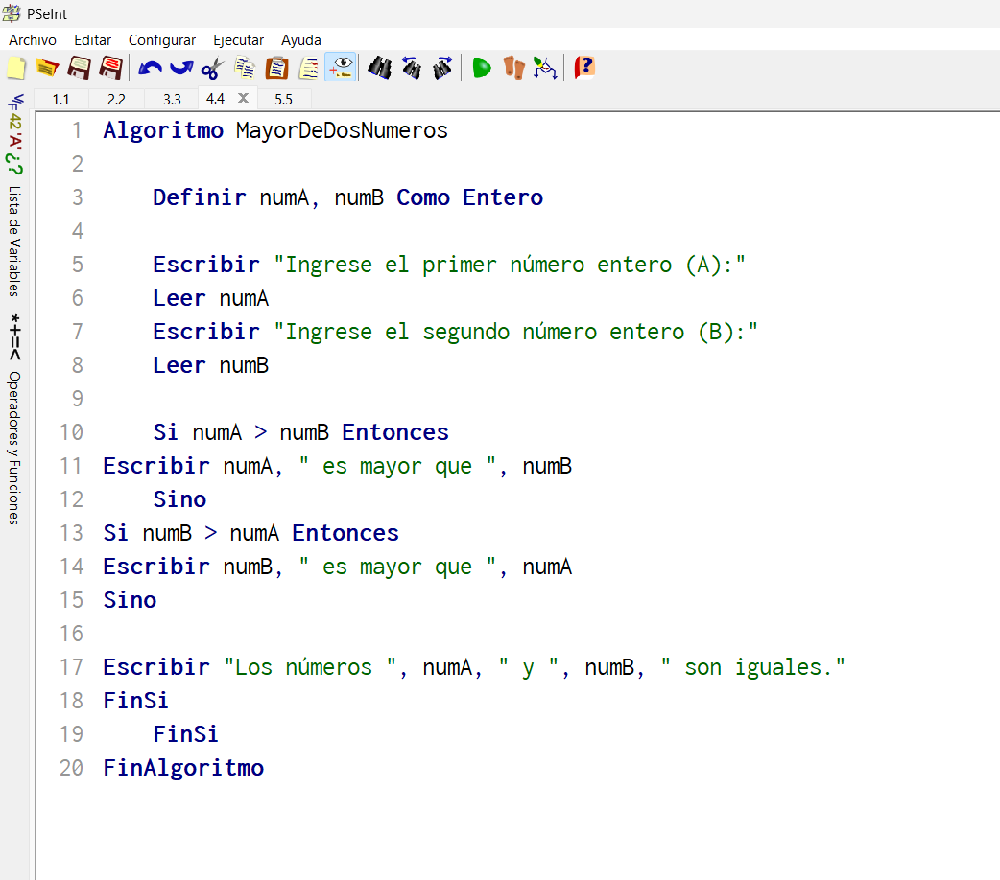 PSeInt
Archivo Editar Configurar Ejecutar Ayuda
1.1 2.2 3.3 4.4 X 5.5
1 Algoritmo MayorDeDosNumeros
2
3 Definir numA, numB Como Entero
4
5 Escribir "Ingrese el primer número entero (A):"
6 Leer numA
7 Escribir "Ingrese el segundo número entero (B):"
8 Leer numB
9
10 Si numA > numB Entonces
11 Escribir numA, " es mayor que ", numB
12 Sino
13 Si numB > numA Entonces
14 Escribir numB, " es mayor que ", numA
15 Sino
16
17 Escribir "Los números ", numA, " y ", numB, " son iguales."
18 FinSi
19 FinSi
20 FinAlgoritmo
VF 42 'A' ¿? Lista de Variables
*+=< Operadores y Funciones